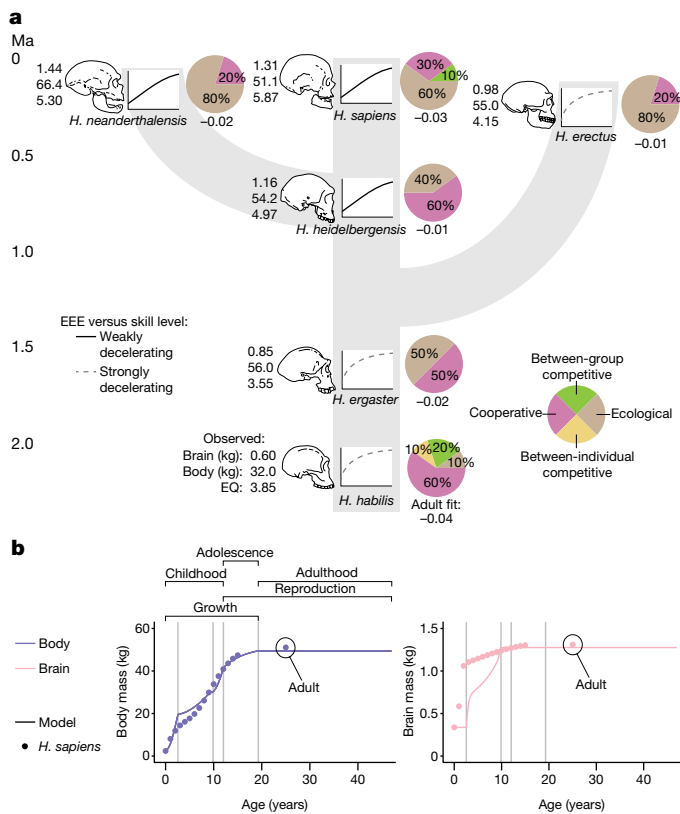 a
Ma
0
0.5
1.0
1.5
2.0
1.44
66.4
5.30
H. neanderthalensis
20%
80%
−0.02
1.31
51.1
5.87
H. sapiens
30%
10%
60%
−0.03
0.98
55.0
4.15
H. erectus
20%
80%
−0.01
1.16
54.2
4.97
H. heidelbergensis
40%
60%
−0.01
EEE versus skill level:
Weakly
decelerating
Strongly
decelerating
0.85
56.0
3.55
H. ergaster
50%
50%
−0.02
Between-group
competitive
Cooperative
Ecological
Between-individual
competitive
Observed:
Brain (kg): 0.60
Body (kg): 32.0
EQ: 3.85
H. habilis
10%
20%
10%
60%
Adult fit:
−0.04
b
Adolescence
Childhood
Adulthood
Reproduction
Growth
Body
Brain
Model
H. sapiens
Body mass (kg)
60
40
20
0
Adult
0 20 40
Age (years)
Brain mass (kg)
1.5
1.0
0.5
0
Adult
0 20 40
Age (years)